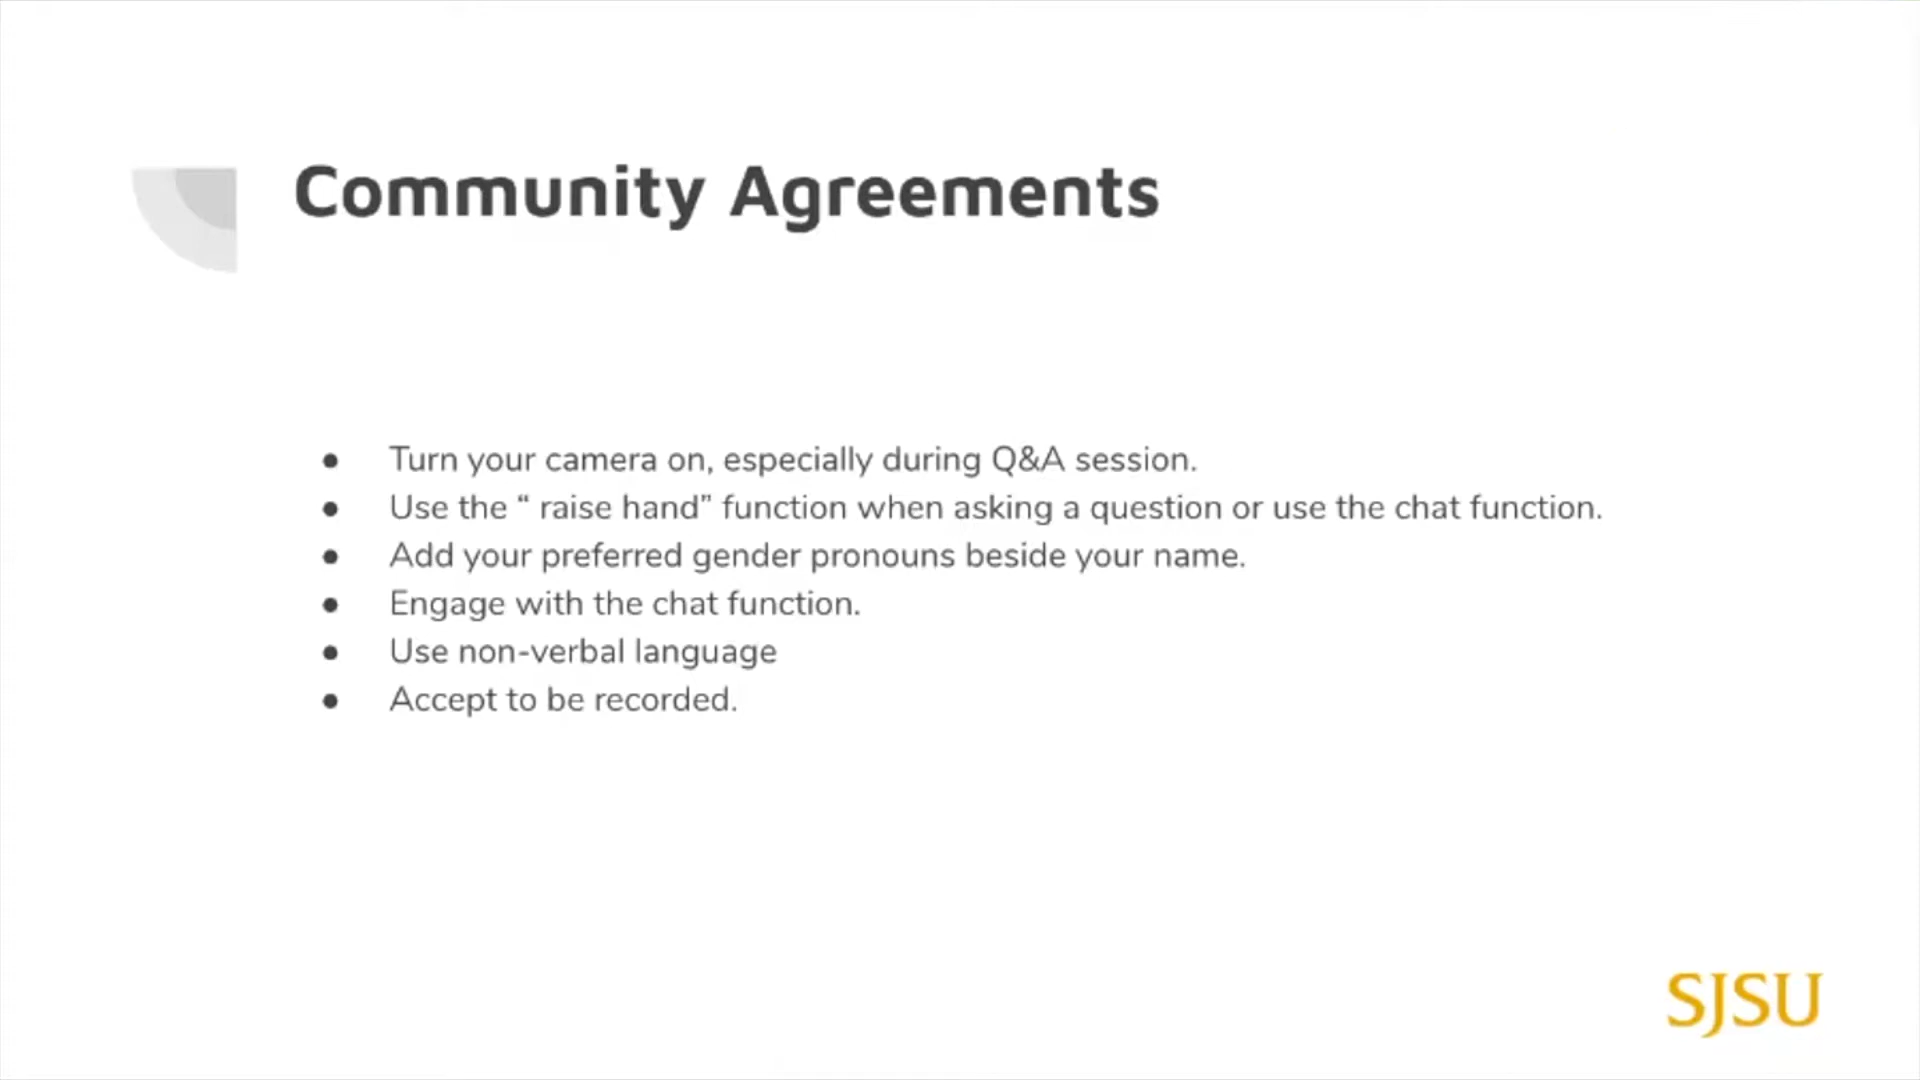 Community Agreements
● Turn your camera on, especially during Q&A session.
● Use the “ raise hand” function when asking a question or use the chat function.
● Add your preferred gender pronouns beside your name.
● Engage with the chat function.
● Use non-verbal language
● Accept to be recorded.
SJSU